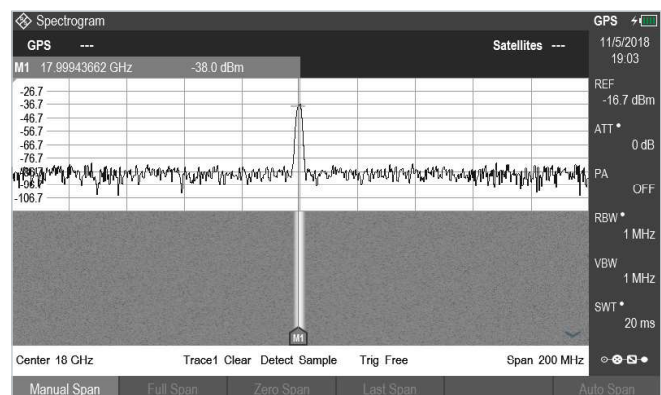 Spectrogram
GPS
GPS ---
Satellites ---
11/5/2018
19:03
M1 17.99943662 GHz -38.0 dBm
REF
-16.7 dBm
ATT
0 dB
PA
OFF
RBW
1 MHz
VBW
1 MHz
SWT
20 ms
-26.7
-36.7
-46.7
-56.7
-66.7
-76.7
-106.7
M1
Center 18 GHz Trace1 Clear Detect Sample Trig Free Span 200 MHz
Manual Span Full Span Zero Span Last Span Auto Span